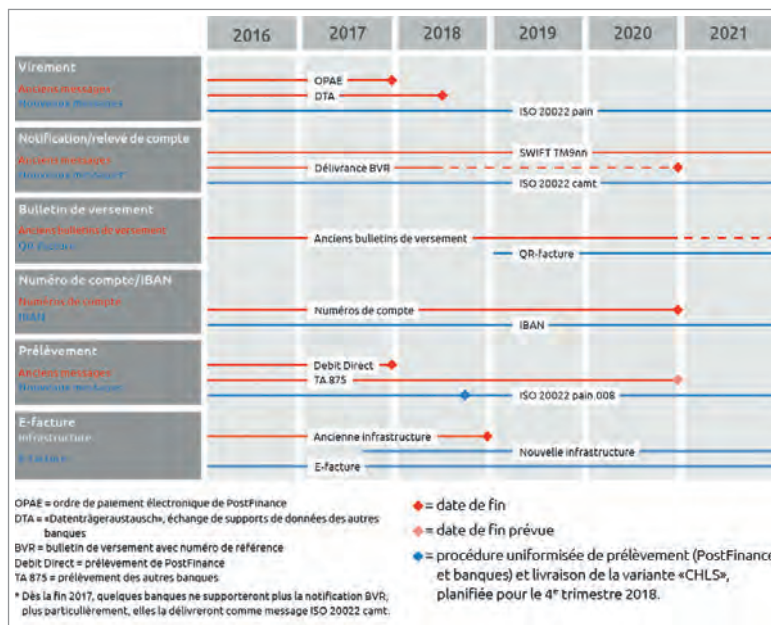 2016 2017 2018 2019 2020 2021
Virement
Anciens messages
Nouveaux messages
OPAE
DTA
ISO 20022 pain
Notification/relevé de compte
Anciens messages
Nouveaux messages
SWIFT TM9nn
Délivrance BVR
ISO 20022 camt
Bulletin de versement
Anciens bulletins de versement
QR-facture
Anciens bulletins de versement
QR-facture
Numéro de compte/IBAN
Numéros de compte
IBAN
Numéros de compte
IBAN
Prélèvement
Anciens messages
Nouveaux messages
Debit Direct
TA 875
ISO 20022 pain.008
E-facture
Infrastructure
E-facture
Ancienne infrastructure
Nouvelle infrastructure
E-facture
OPAE = ordre de paiement électronique de PostFinance
DTA = «Datenträgeraustausch», échange de supports de données des autres
banques
BVR = bulletin de versement avec numéro de référence
Debit Direct = prélèvement de PostFinance
TA 875 = prélèvement des autres banques
* Dès la fin 2017, quelques banques ne supporteront plus la notification BVR,
plus particulièrement, elles la délivreront comme message ISO 20022 camt.
= date de fin
= date de fin prévue
= procédure uniformisée de prélèvement (PostFinance
et banques) et livraison de la variante «CHLS»,
planifiée pour le 4e trimestre 2018.